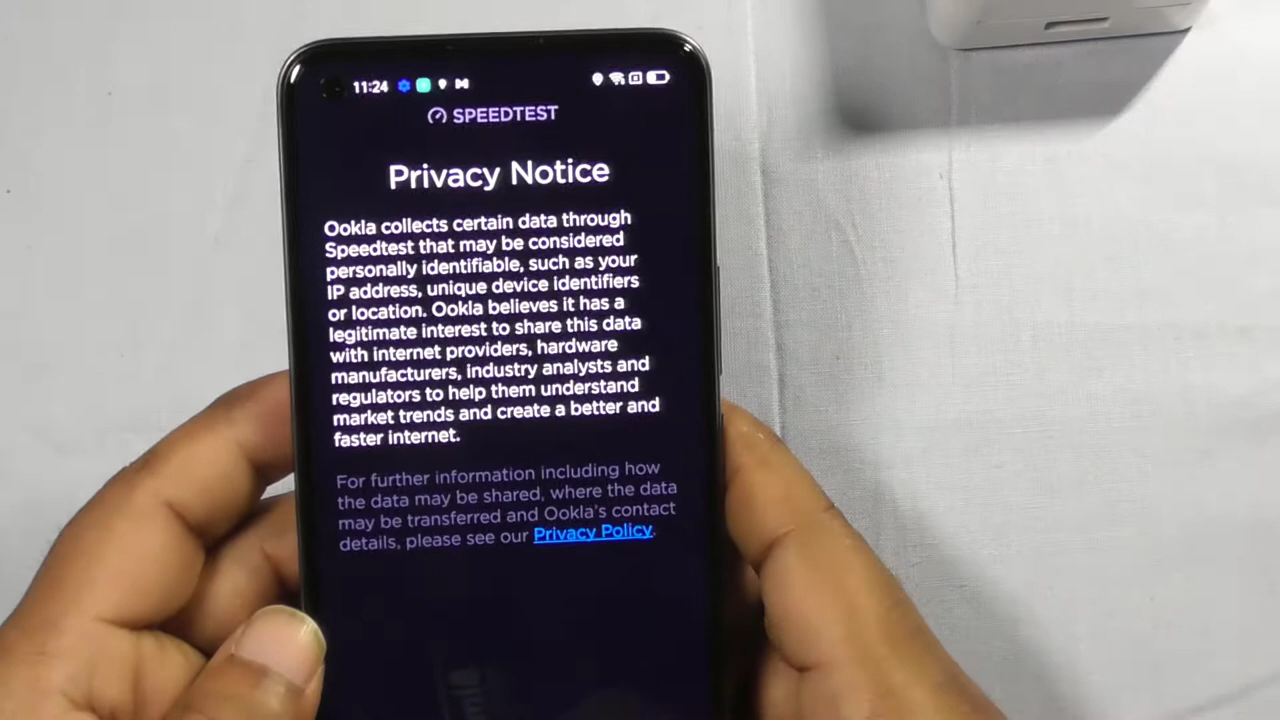 11:24
SPEEDTEST
Privacy Notice
Ookla collects certain data through
Speedtest that may be considered
personally identifiable, such as your
IP address, unique device identifiers
or location. Ookla believes it has a
legitimate interest to share this data
with internet providers, hardware
manufacturers, industry analysts and
regulators to help them understand
market trends and create a better and
faster internet.
For further information including how
the data may be shared, where the data
may be transferred and Ookla's contact
details, please see our Privacy Policy.